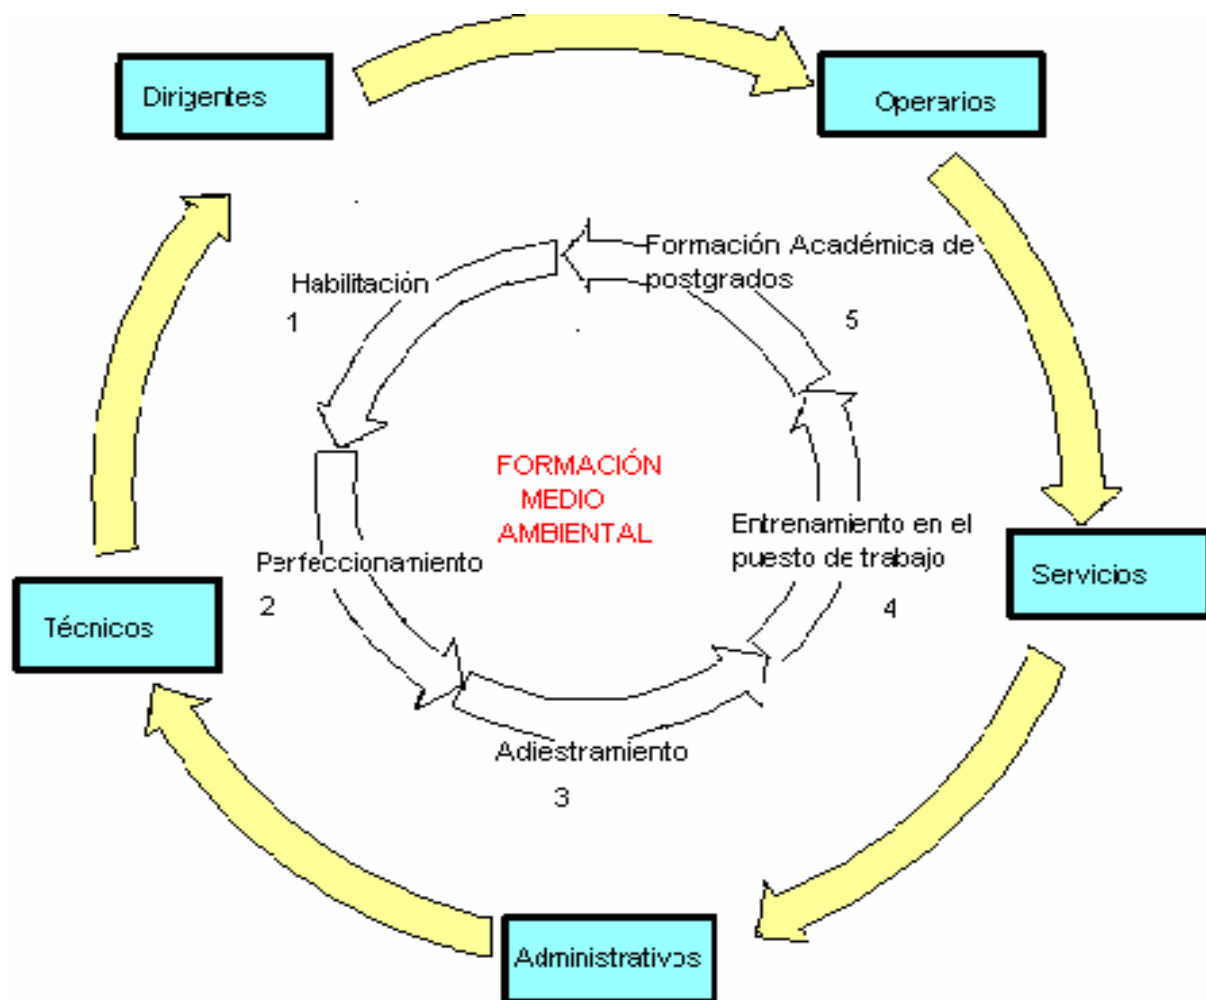 Dirigentes
Operarios
Formación Académica de
postgrados
Habilitación
1
5
FORMACIÓN
MEDIO
AMBIENTAL
Entrenamiento en el
puesto de trabajo
Perfeccionamiento
2
4
Servicios
Técnicos
Adiestramiento
3
Administrativos